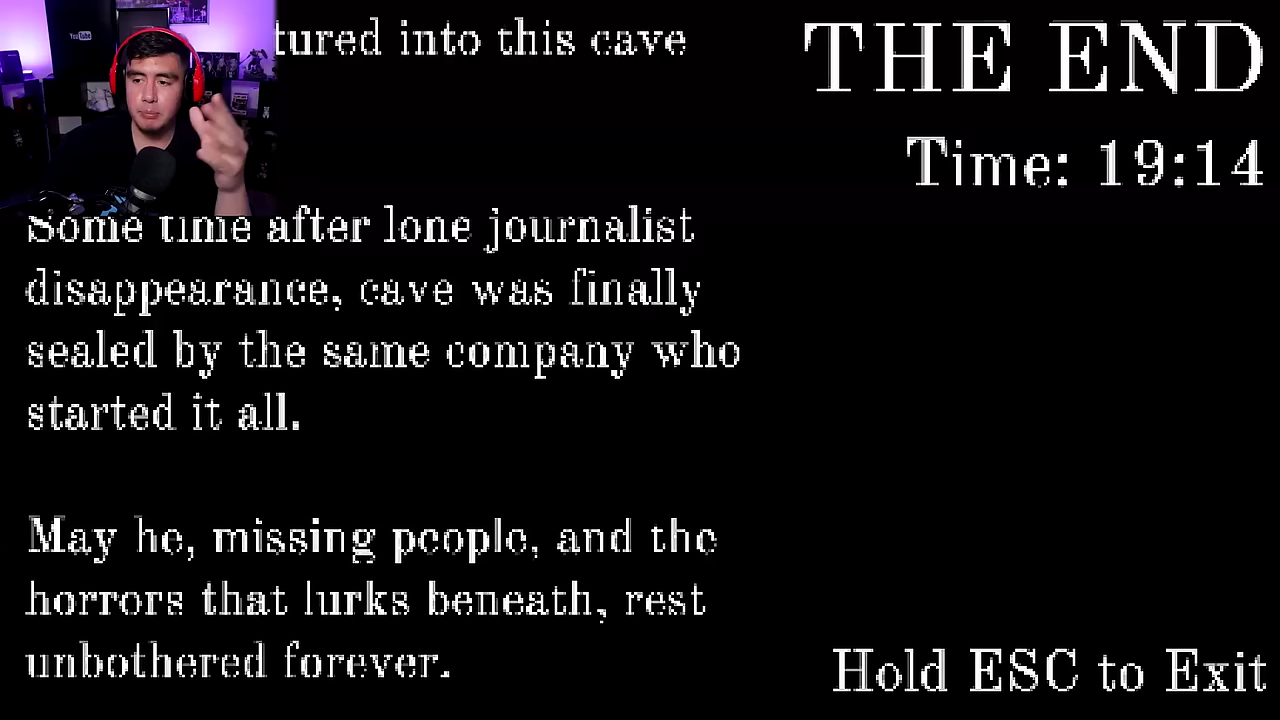 tured into this cave
THE END
Time: 19:14
Some time after lone journalist
disappearance, cave was finally
sealed by the same company who
started it all.
May he, missing people, and the
horrors that lurks beneath, rest
unbothered forever.
Hold ESC to Exit
YouTube